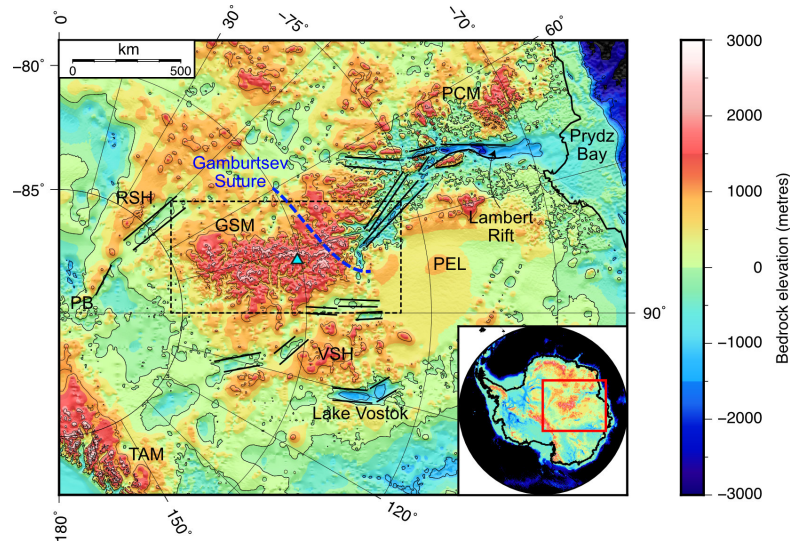 0°
30°
−75°
−70°
60°
−80°
km
0
500
PCM
Prydz
Bay
Gamburtsev
Suture
−85°
RSH
GSM
Lambert
Rift
PEL
PB
90°
VSH
Lake Vostok
TAM
180°
150°
120°
3000
2000
1000
0
−1000
−2000
−3000
Bedrock elevation (metres)